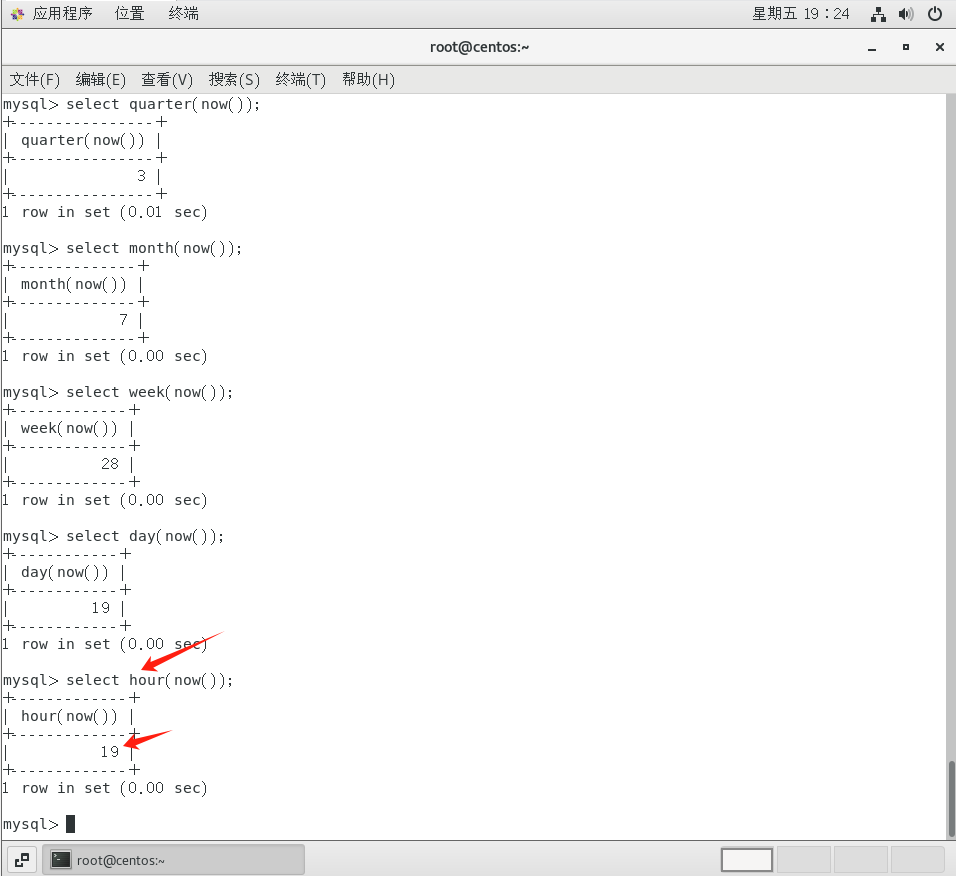 应用程序 位置 终端 星期五 19：24
root@centos:~
文件(F) 编辑(E) 查看(V) 搜索(S) 终端(T) 帮助(H)
mysql> select quarter(now());
+----------------+
| quarter(now()) |
+----------------+
|              3 |
+----------------+
1 row in set (0.01 sec)
mysql> select month(now());
+--------------+
| month(now()) |
+--------------+
|            7 |
+--------------+
1 row in set (0.00 sec)
mysql> select week(now());
+-------------+
| week(now()) |
+-------------+
|          28 |
+-------------+
1 row in set (0.00 sec)
mysql> select day(now());
+------------+
| day(now()) |
+------------+
|         19 |
+------------+
1 row in set (0.00 sec)
mysql> select hour(now());
+-------------+
| hour(now()) |
+-------------+
|          19 |
+-------------+
1 row in set (0.00 sec)
mysql>
root@centos:~